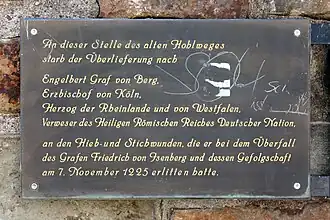 An dieser Stelle des alten Hohlweges
starb der Überlieferung nach
Engelbert Graf von Berg,
Erzbischof von Köln,
Herzog der Rheinlande und von Westfalen,
Verweser des Heiligen Römischen Reiches Deutscher Nation,
an den Hieb- und Stichwunden, die er bei dem Überfall
des Grafen Friedrich von Isenberg und dessen Gefolgschaft
am 7. November 1225 erlitten hatte.